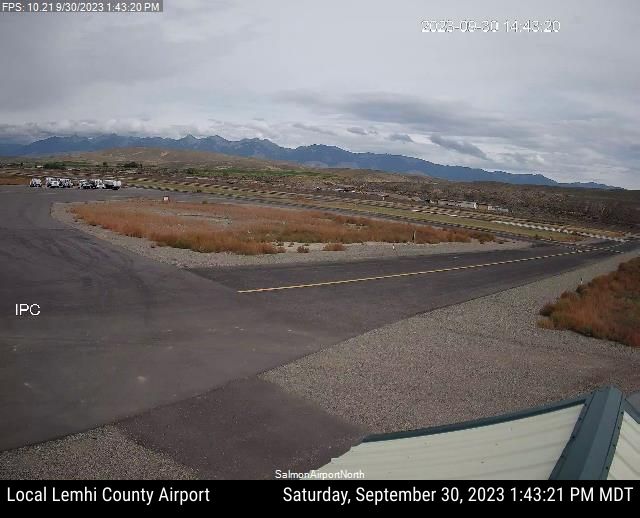 FPS: 10.21 9/30/2023 1:43:20 PM
2023-09-30 14:43:20
IPC
SalmonAirportNorth
Local Lemhi County Airport Saturday, September 30, 2023 1:43:21 PM MDT